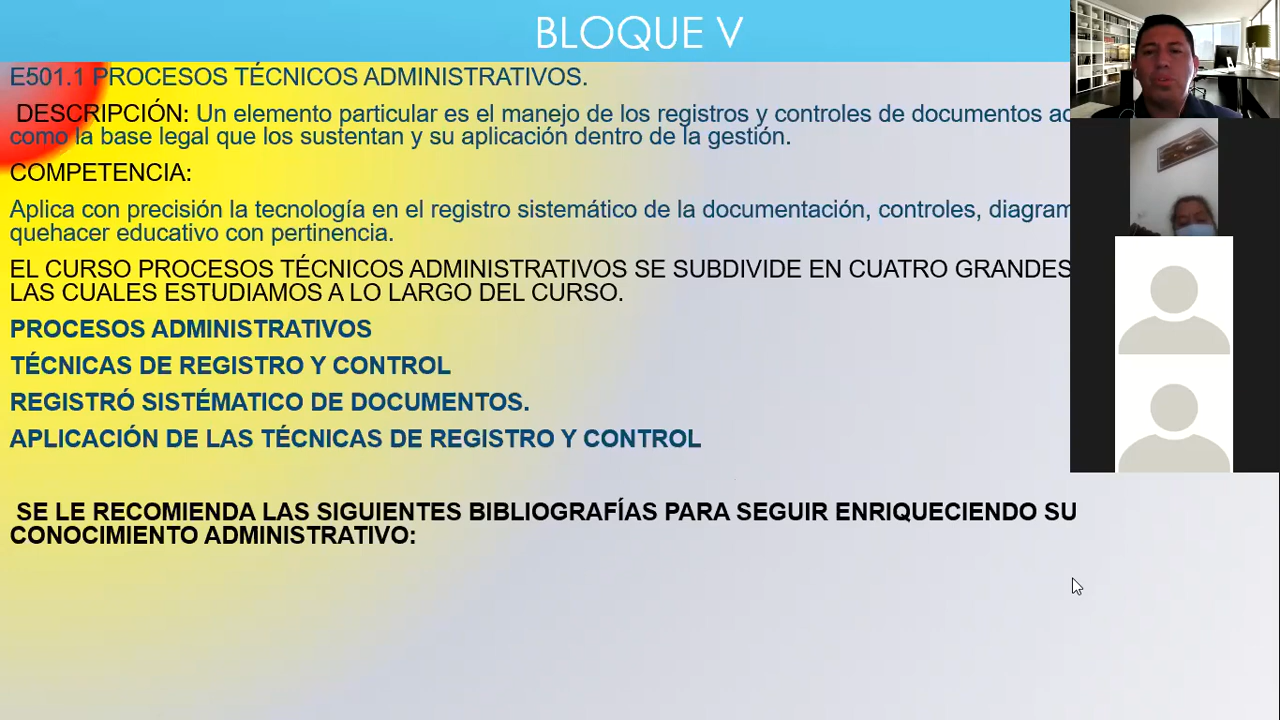 BLOQUE V
E501.1 PROCESOS TÉCNICOS ADMINISTRATIVOS.
DESCRIPCIÓN: Un elemento particular es el manejo de los registros y controles de documentos
como la base legal que los sustentan y su aplicación dentro de la gestión.
COMPETENCIA:
Aplica con precisión la tecnología en el registro sistemático de la documentación, controles,
quehacer educativo con pertinencia.
EL CURSO PROCESOS TÉCNICOS ADMINISTRATIVOS SE SUBDIVIDE EN CUATRO GRANDES
LAS CUALES ESTUDIAMOS A LO LARGO DEL CURSO.
PROCESOS ADMINISTRATIVOS
TÉCNICAS DE REGISTRO Y CONTROL
REGISTRÓ SISTÉMATICO DE DOCUMENTOS.
APLICACIÓN DE LAS TÉCNICAS DE REGISTRO Y CONTROL
SE LE RECOMIENDA LAS SIGUIENTES BIBLIOGRAFÍAS PARA SEGUIR ENRIQUECIENDO SU
CONOCIMIENTO ADMINISTRATIVO: